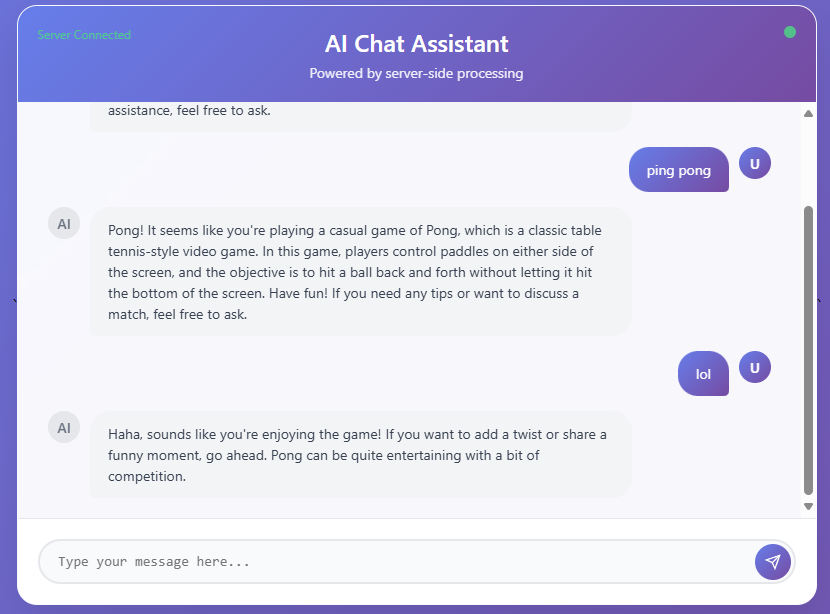 Server Connected
AI Chat Assistant
Powered by server-side processing
assistance, feel free to ask.
ping pong
U
AI
Pong! It seems like you're playing a casual game of Pong, which is a classic table
tennis-style video game. In this game, players control paddles on either side of
the screen, and the objective is to hit a ball back and forth without letting it hit
the bottom of the screen. Have fun! If you need any tips or want to discuss a
match, feel free to ask.
lol
U
AI
Haha, sounds like you're enjoying the game! If you want to add a twist or share a
funny moment, go ahead. Pong can be quite entertaining with a bit of
competition.
Type your message here...